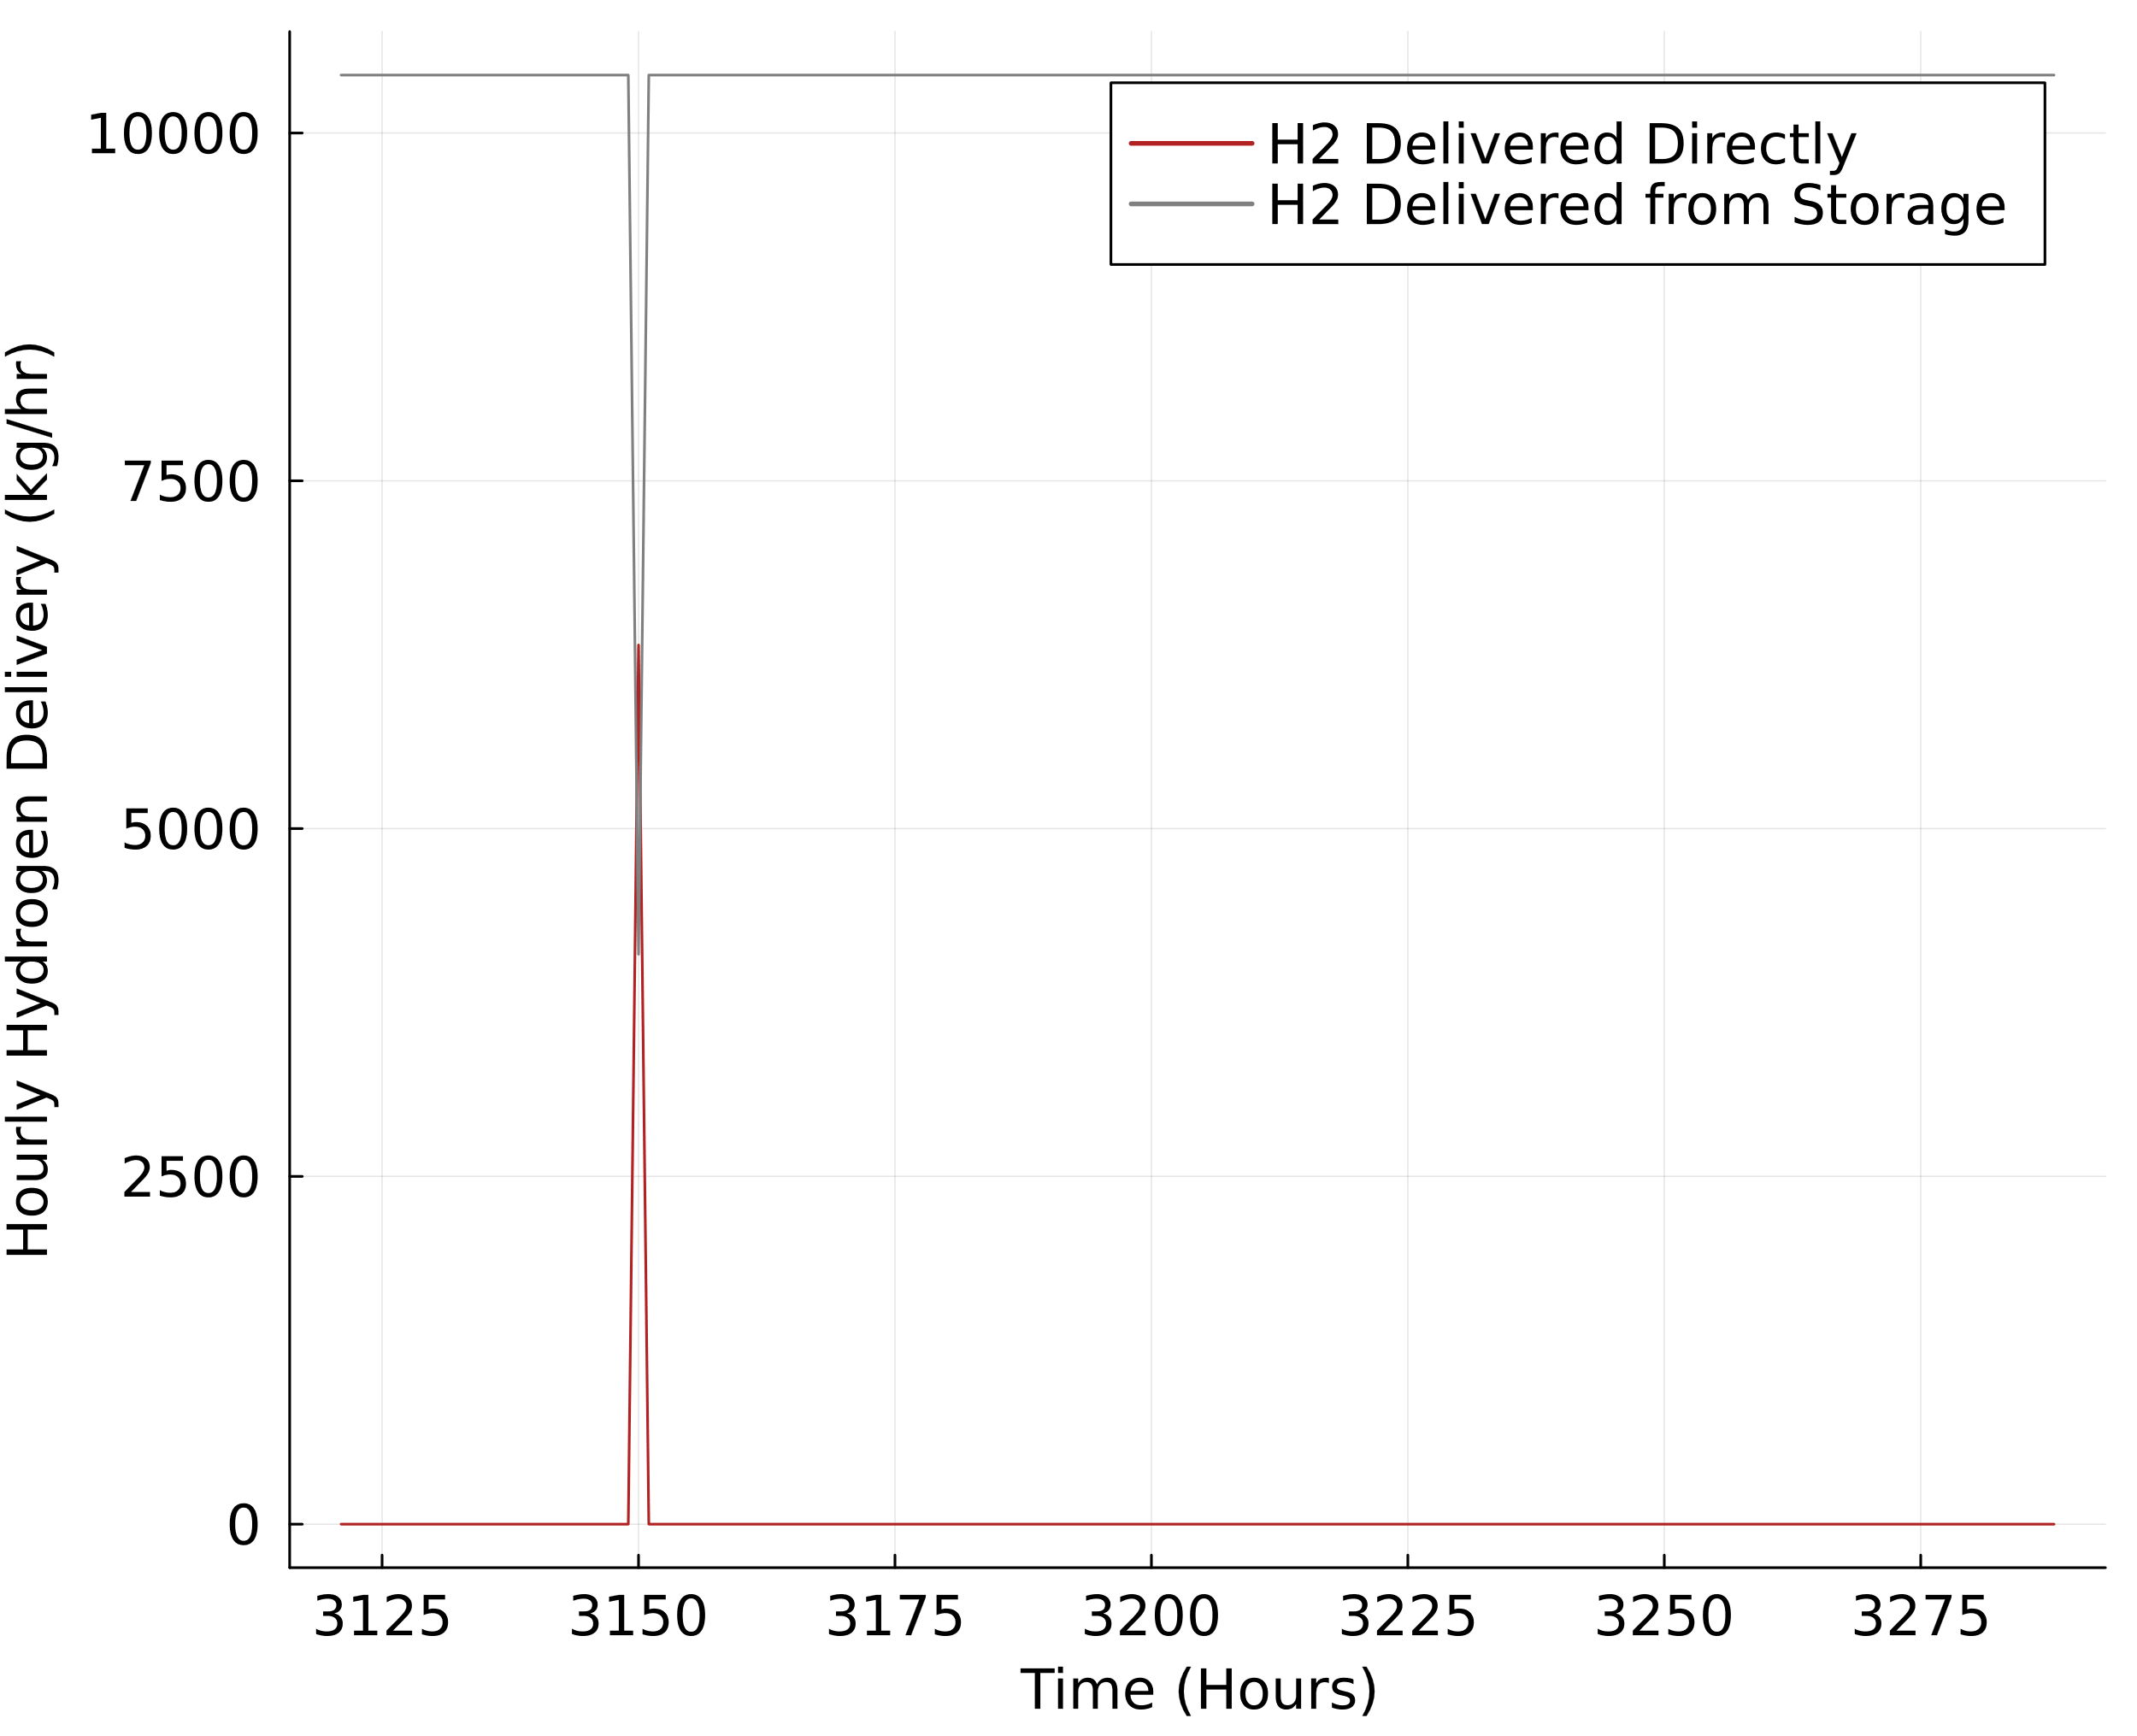 H2 Delivered Directly
H2 Delivered from Storage
Hourly Hydrogen Delivery (kg/hr)
10000
7500
5000
2500
0
3125 3150 3175 3200 3225 3250 3275
Time (Hours)